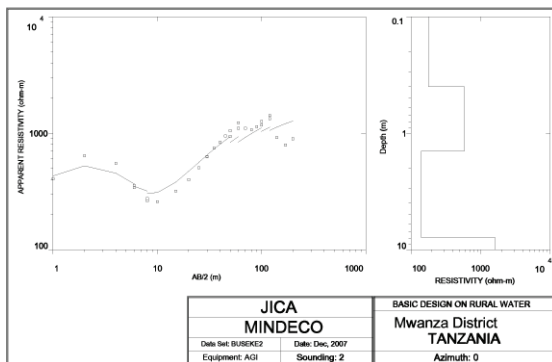 10 4
APPARENT RESISTIVITY (ohm-m)
1000
100
1
10
100
1000
AB/2 (m)
0.1
Depth (m)
1
10
100
1000
10 4
RESISTIVITY (ohm-m)
JICA
MINDECO
Data Set: BUSEKE2
Date: Dec, 2007
Equipment: AGI
Sounding: 2
BASIC DESIGN ON RURAL WATER
Mwanza District
TANZANIA
Azimuth: 0